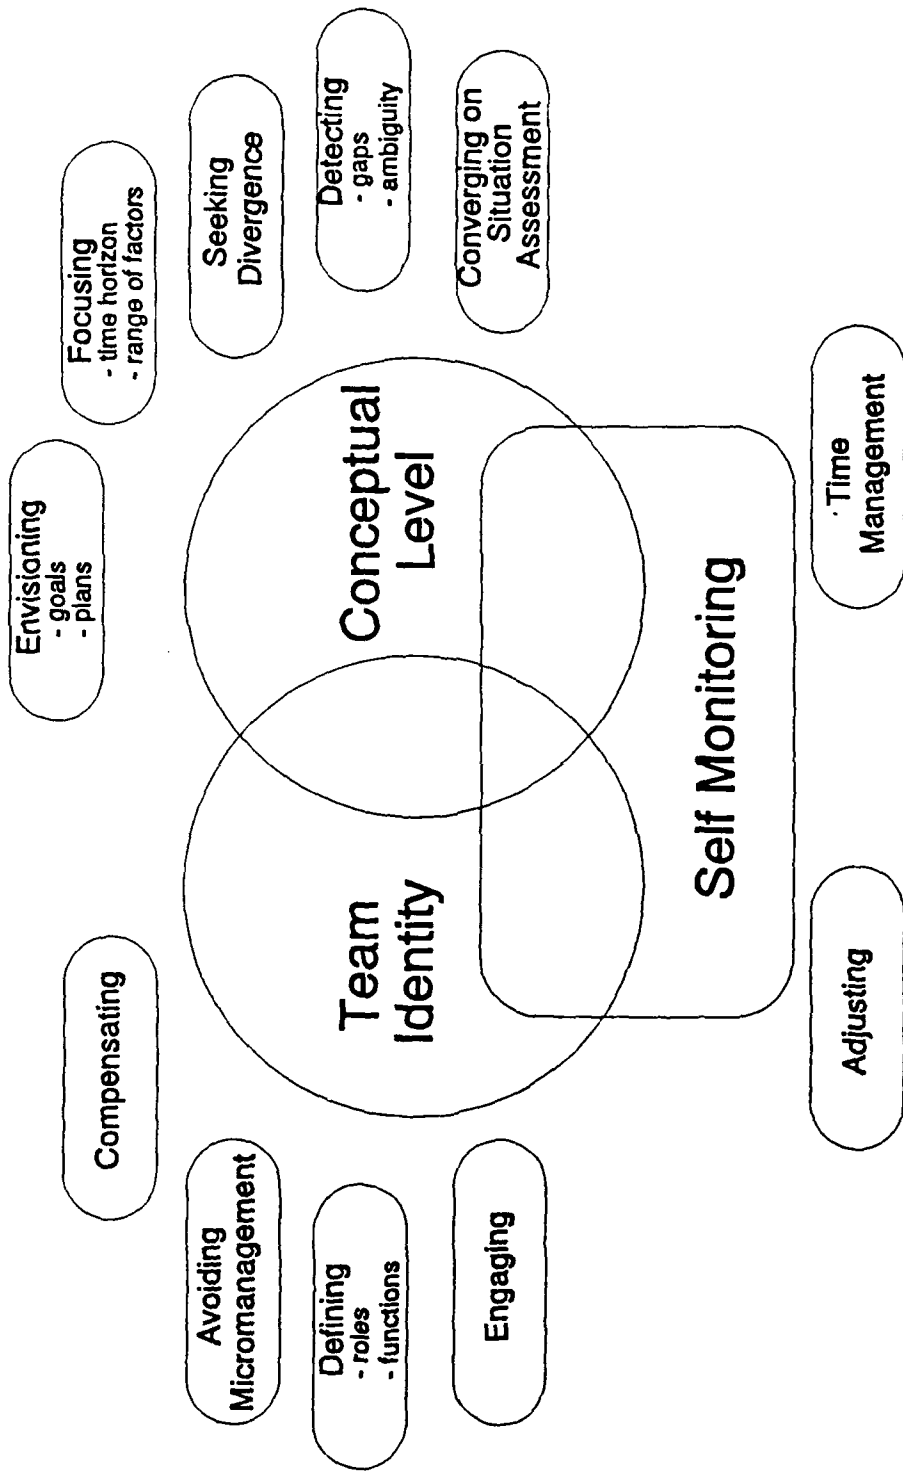 Compensating
Avoiding
Micromanagement
Defining
- roles
- functions
Engaging
Envisioning
- goals
- plans
Focusing
- time horizon
- range of factors
Seeking
Divergence
Detecting
- gaps
- ambiguity
Converging on
Situation
Assessment
Team
Identity
Conceptual
Level
Self Monitoring
Adjusting
Time
Management